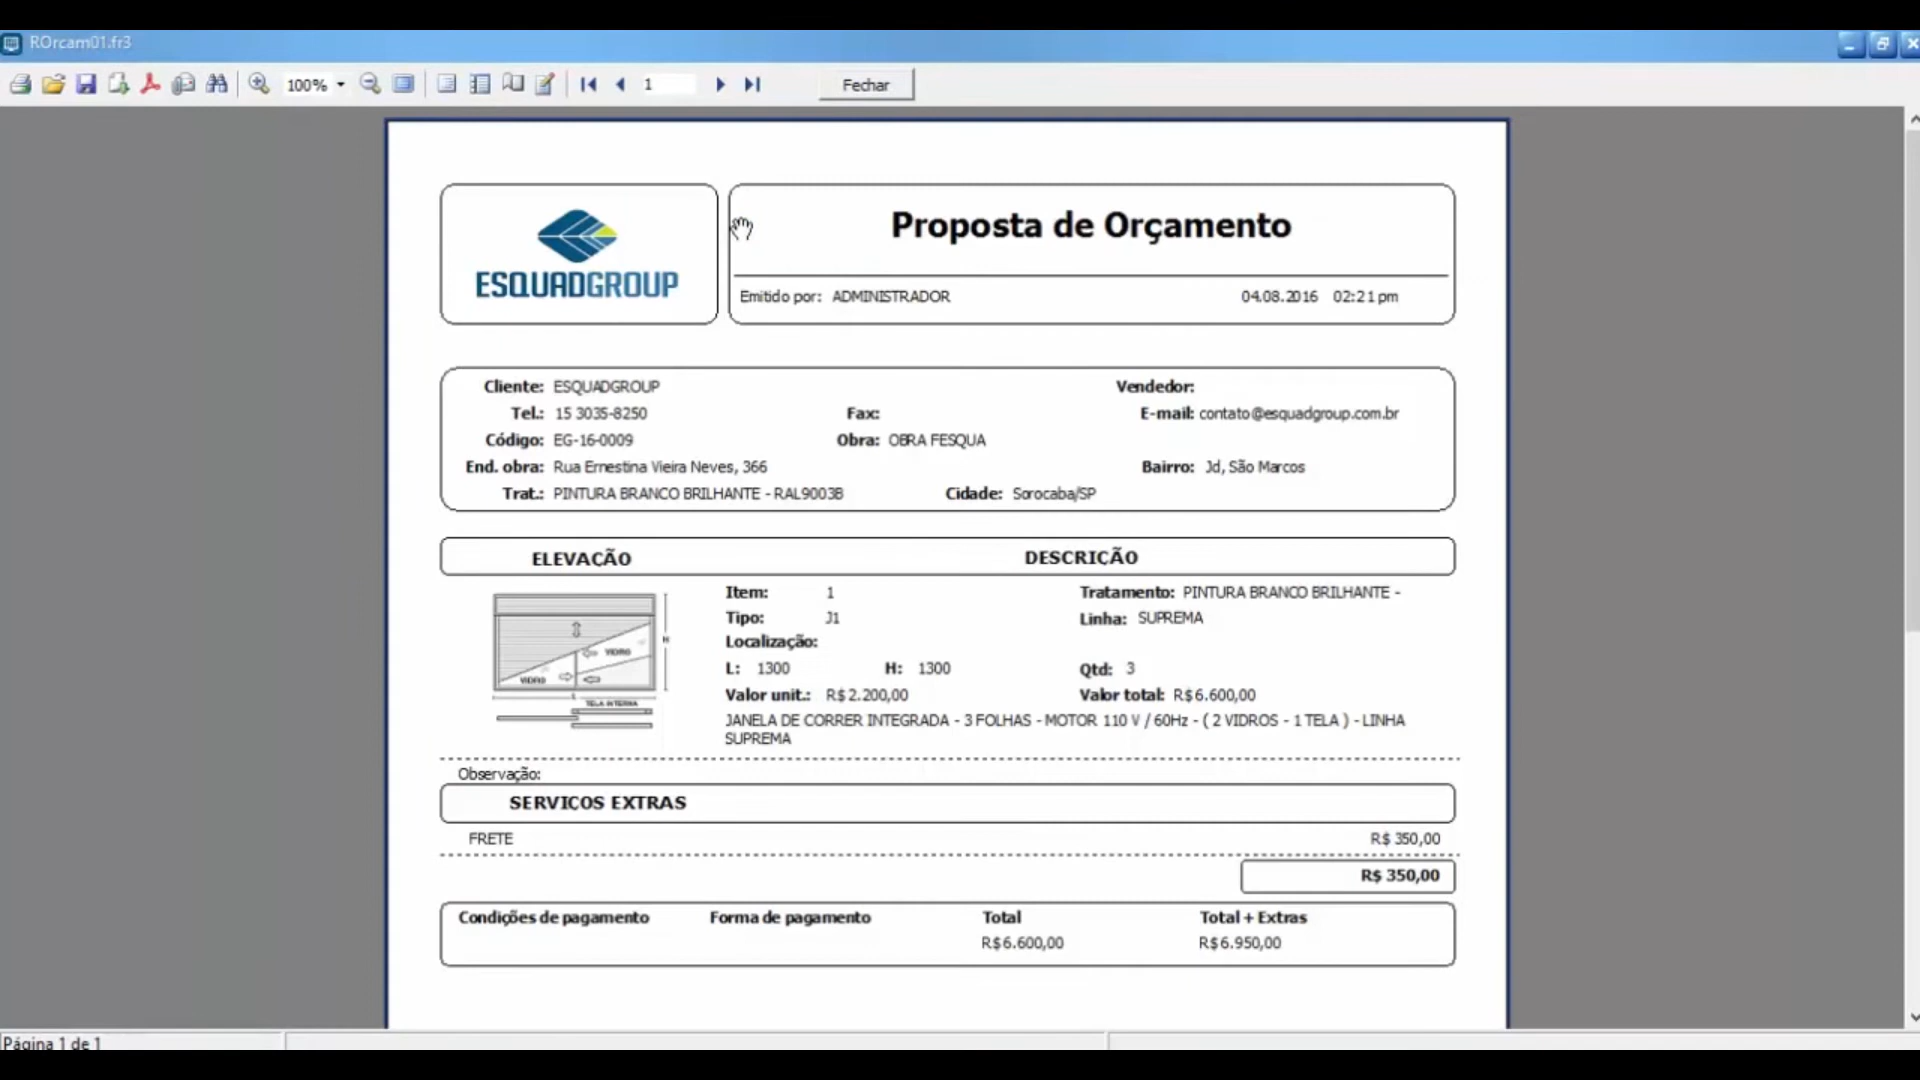 ROrcam01.fr3
100%
1
Fechar
ESQUADGROUP
Proposta de Orçamento
Emitido por: ADMINISTRADOR 04.08.2016 02:21 pm
Cliente: ESQUADGROUP Vendedor:
Tel.: 15 3035-8250 Fax: E-mail: contato@esquadgroup.com.br
Código: EG-16-0009 Obra: OBRA FESQUA
End. obra: Rua Ernestina Vieira Neves, 366 Bairro: Jd, São Marcos
Trat.: PINTURA BRANCO BRILHANTE - RAL9003B Cidade: Sorocaba/SP
ELEVAÇÃO DESCRIÇÃO
VIDRO
VIDRO
H
L
TELA INTERNA
Item: 1 Tratamento: PINTURA BRANCO BRILHANTE -
Tipo: J1 Linha: SUPREMA
Localização:
L: 1300 H: 1300 Qtd: 3
Valor unit.: R$ 2.200,00 Valor total: R$ 6.600,00
JANELA DE CORRER INTEGRADA - 3 FOLHAS - MOTOR 110 V / 60Hz - ( 2 VIDROS - 1 TELA ) - LINHA
SUPREMA
Observação:
SERVICOS EXTRAS
FRETE R$ 350,00
R$ 350,00
Condições de pagamento Forma de pagamento Total Total + Extras
R$ 6.600,00 R$ 6.950,00
Página 1 de 1